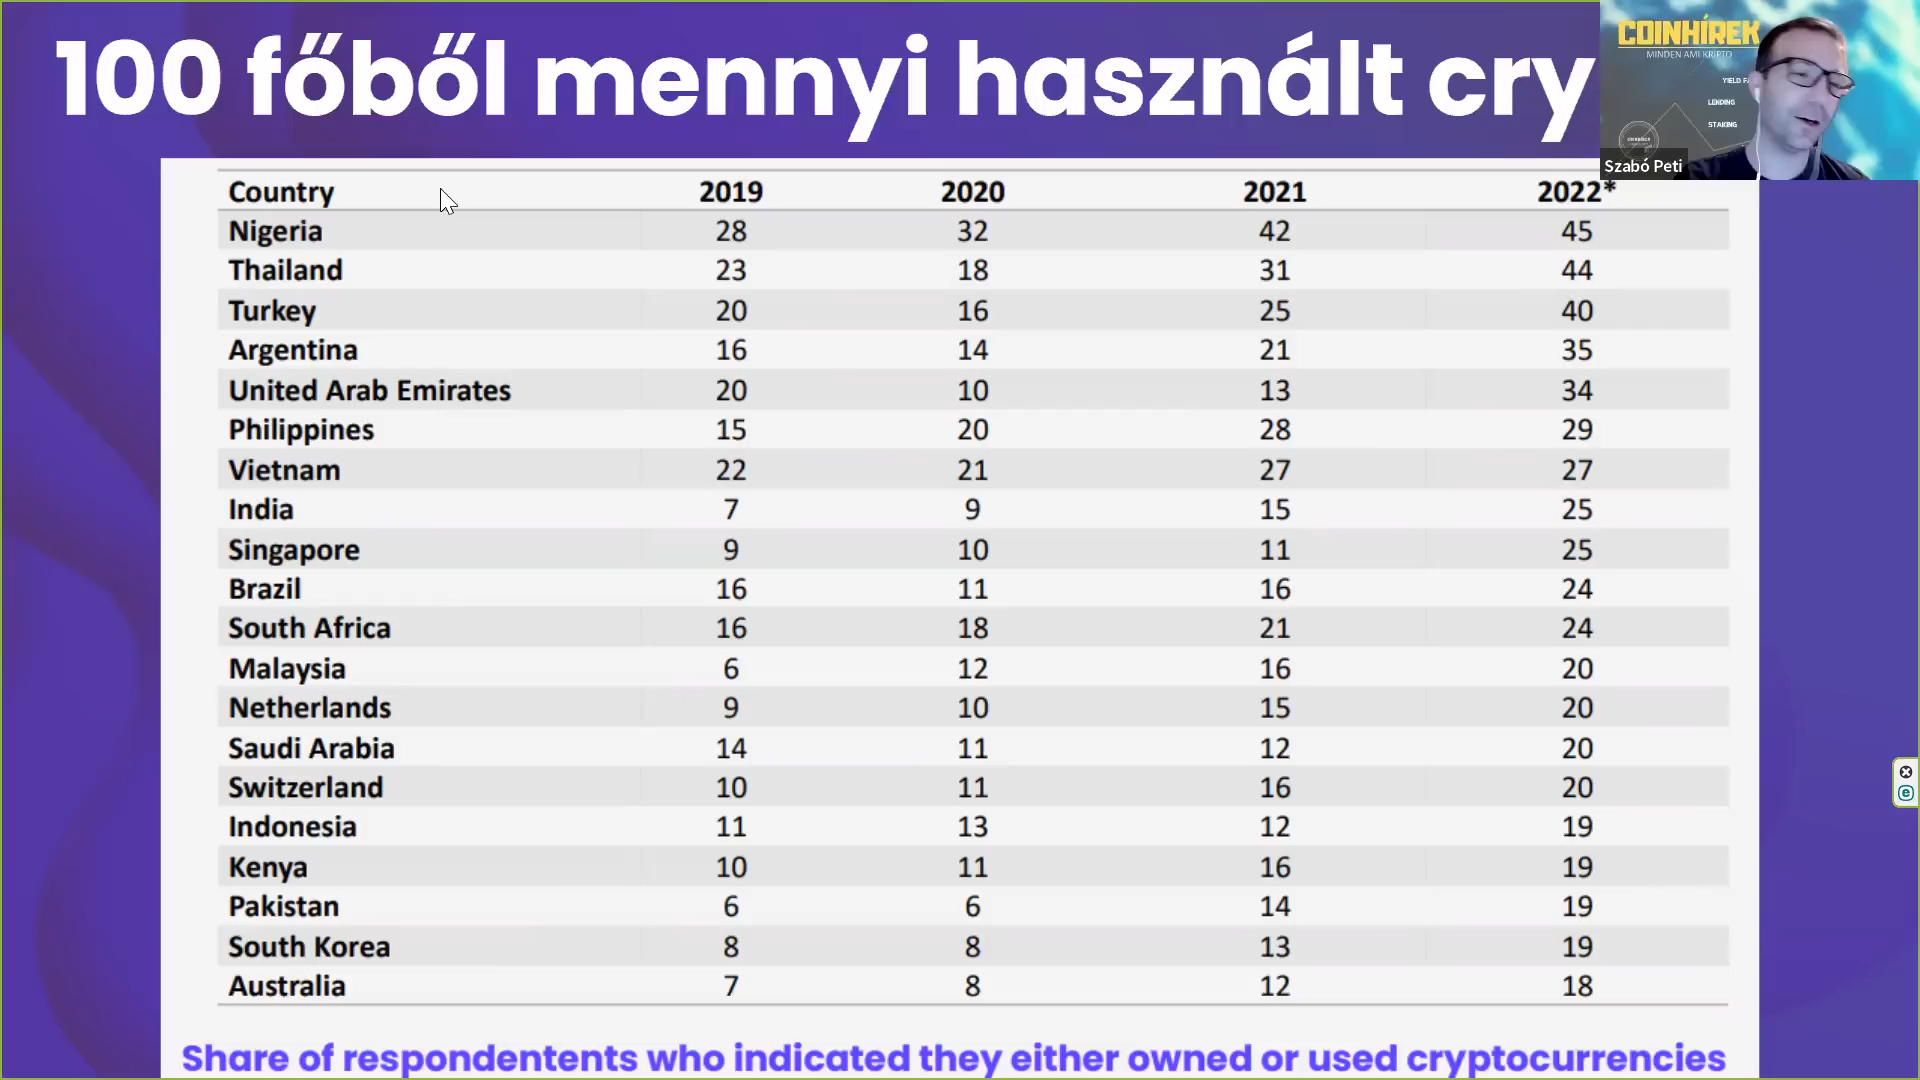 100 főből mennyi használt cry
COINHÍREK
MINDEN AMI KRIPTO
YIELD FA
LENDING
STAKING
Szabó Peti
Country 2019 2020 2021 2022*
Nigeria 28 32 42 45
Thailand 23 18 31 44
Turkey 20 16 25 40
Argentina 16 14 21 35
United Arab Emirates 20 10 13 34
Philippines 15 20 28 29
Vietnam 22 21 27 27
India 7 9 15 25
Singapore 9 10 11 25
Brazil 16 11 16 24
South Africa 16 18 21 24
Malaysia 6 12 16 20
Netherlands 9 10 15 20
Saudi Arabia 14 11 12 20
Switzerland 10 11 16 20
Indonesia 11 13 12 19
Kenya 10 11 16 19
Pakistan 6 6 14 19
South Korea 8 8 13 19
Australia 7 8 12 18
Share of respondentents who indicated they either owned or used cryptocurrencies